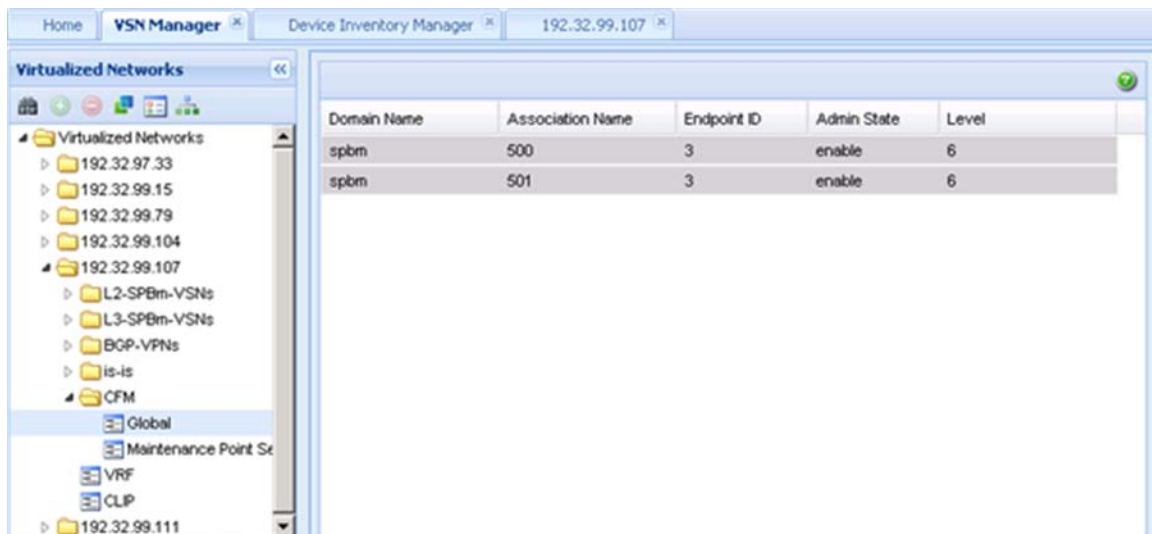 Home VSN Manager Device Inventory Manager 192.32.99.107
Virtualized Networks
Virtualized Networks
192.32.97.33
192.32.99.15
192.32.99.79
192.32.99.104
192.32.99.107
L2-SPBm-VSNs
L3-SPBm-VSNs
BGP-VPNs
is-is
CFM
Global
Maintenance Point Se
VRF
CLIP
192.32.99.111
Domain Name Association Name Endpoint ID Admin State Level
spbm 500 3 enable 6
spbm 501 3 enable 6